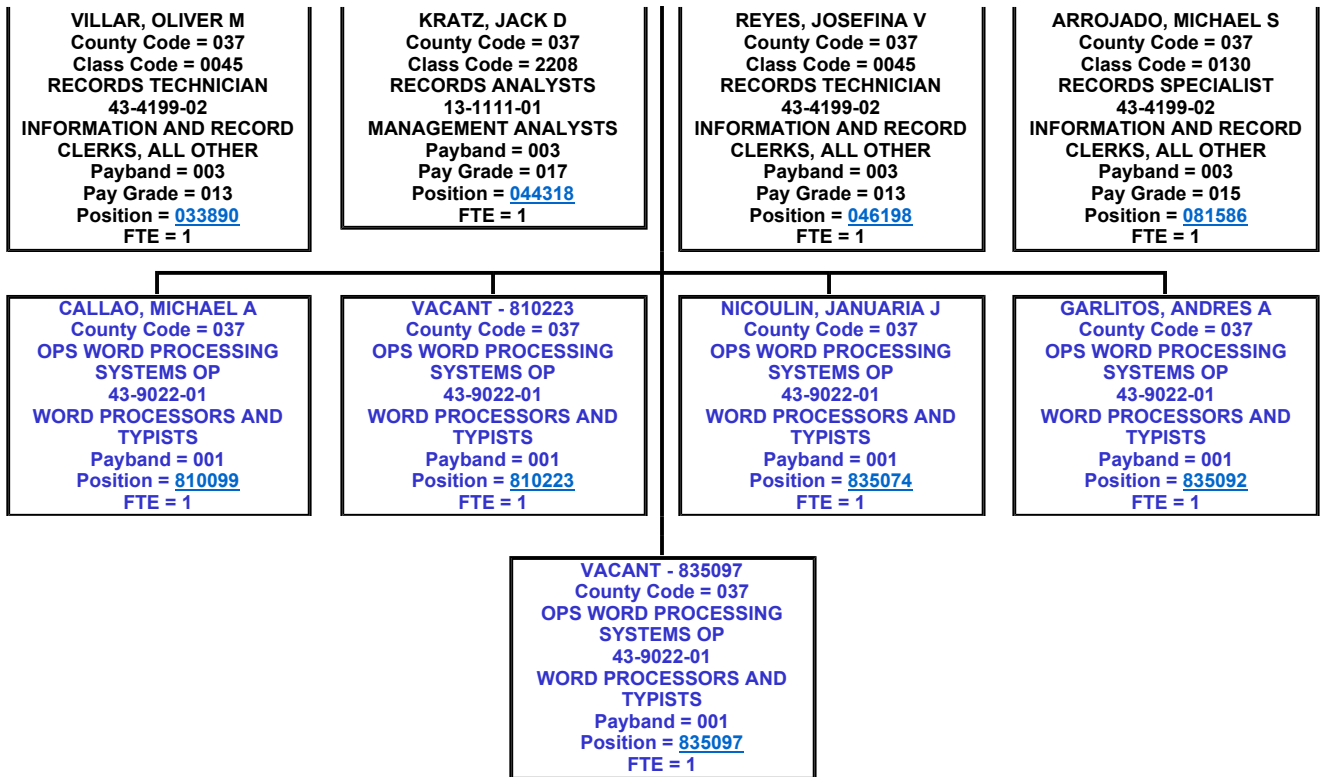 VILLAR, OLIVER M
County Code = 037
Class Code = 0045
RECORDS TECHNICIAN
43-4199-02
INFORMATION AND RECORD
CLERKS, ALL OTHER
Payband = 003
Pay Grade = 013
Position = 033890
FTE = 1
KRATZ, JACK D
County Code = 037
Class Code = 2208
RECORDS ANALYSTS
13-1111-01
MANAGEMENT ANALYSTS
Payband = 003
Pay Grade = 017
Position = 044318
FTE = 1
REYES, JOSEFINA V
County Code = 037
Class Code = 0045
RECORDS TECHNICIAN
43-4199-02
INFORMATION AND RECORD
CLERKS, ALL OTHER
Payband = 003
Pay Grade = 013
Position = 046198
FTE = 1
ARROJADO, MICHAEL S
County Code = 037
Class Code = 0130
RECORDS SPECIALIST
43-4199-02
INFORMATION AND RECORD
CLERKS, ALL OTHER
Payband = 003
Pay Grade = 015
Position = 081586
FTE = 1
CALLAO, MICHAEL A
County Code = 037
OPS WORD PROCESSING
SYSTEMS OP
43-9022-01
WORD PROCESSORS AND
TYPISTS
Payband = 001
Position = 810099
FTE = 1
VACANT - 810223
County Code = 037
OPS WORD PROCESSING
SYSTEMS OP
43-9022-01
WORD PROCESSORS AND
TYPISTS
Payband = 001
Position = 810223
FTE = 1
NICOULIN, JANUARIA J
County Code = 037
OPS WORD PROCESSING
SYSTEMS OP
43-9022-01
WORD PROCESSORS AND
TYPISTS
Payband = 001
Position = 835074
FTE = 1
GARLITOS, ANDRES A
County Code = 037
OPS WORD PROCESSING
SYSTEMS OP
43-9022-01
WORD PROCESSORS AND
TYPISTS
Payband = 001
Position = 835092
FTE = 1
VACANT - 835097
County Code = 037
OPS WORD PROCESSING
SYSTEMS OP
43-9022-01
WORD PROCESSORS AND
TYPISTS
Payband = 001
Position = 835097
FTE = 1